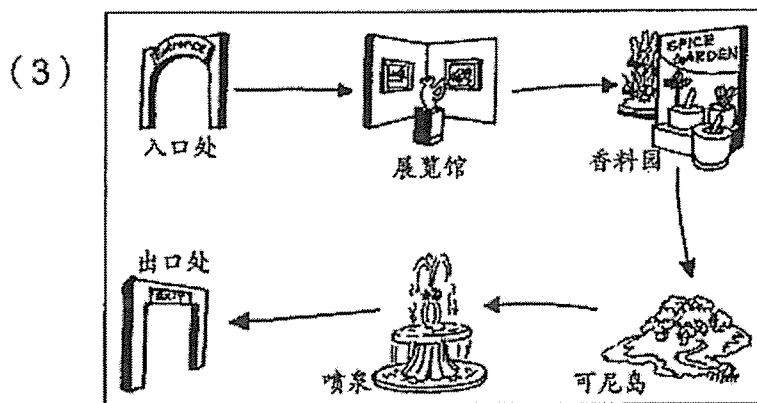 (3)
Entrance
入口处
展览馆
SPICE
GARDEN
香料园
出口处
EXIT
喷泉
可尼岛